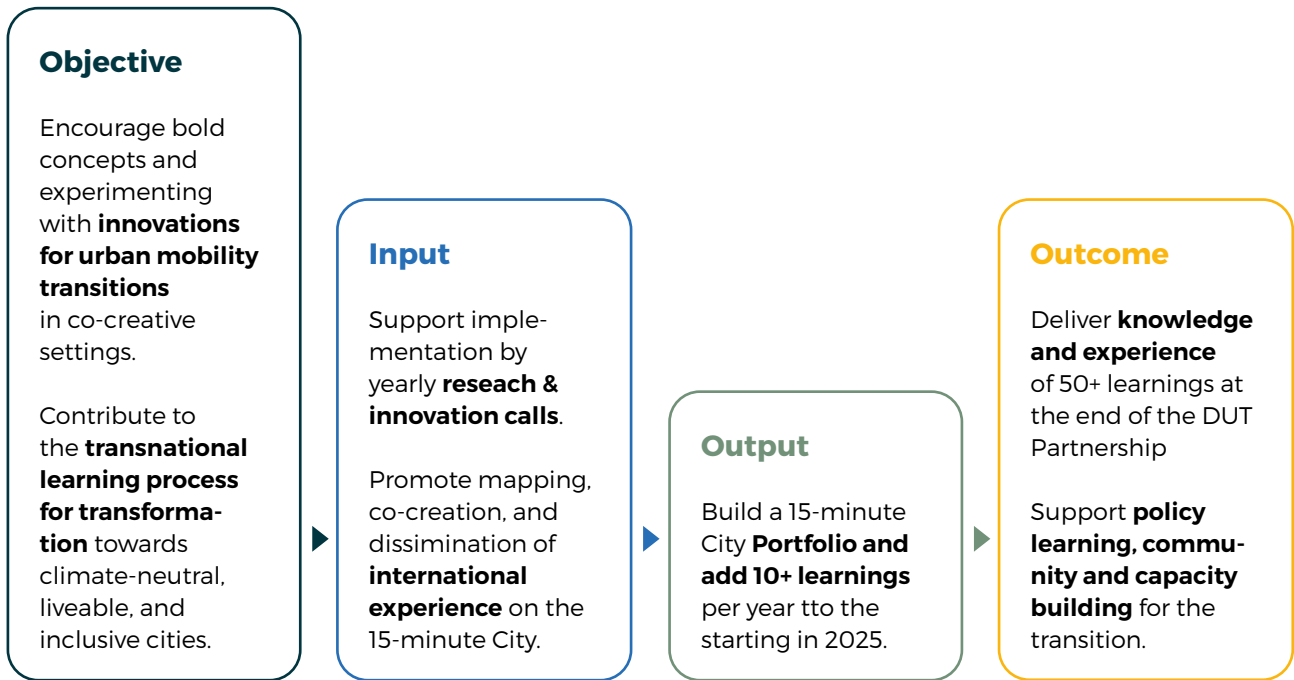 Objective
Encourage bold
concepts and
experimenting
with innovations
for urban mobility
transitions
in co-creative
settings.
Contribute to
the transnational
learning process
for transforma-
tion towards
climate-neutral,
liveable, and
inclusive cities.
Input
Support imple-
mentation by
yearly reseach &
innovation calls.
Promote mapping,
co-creation, and
dissimination of
international
experience on the
15-minute City.
Output
Build a 15-minute
City Portfolio and
add 10+ learnings
per year tto the
starting in 2025.
Outcome
Deliver knowledge
and experience
of 50+ learnings at
the end of the DUT
Partnership
Support policy
learning, commu-
nity and capacity
building for the
transition.